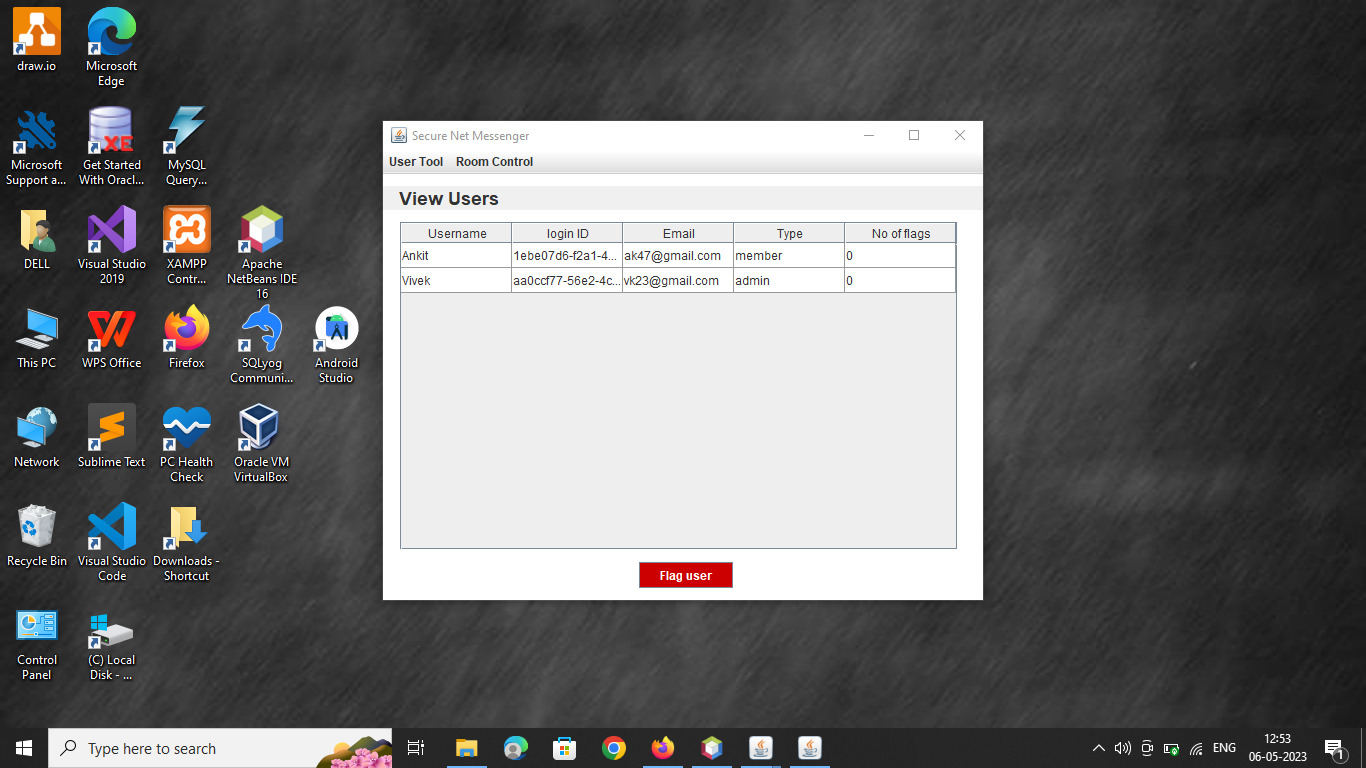 draw.io
Microsoft
Edge
Microsoft
Support a...
Get Started
With Oracl...
XE
MySQL
Query...
DELL
Visual Studio
2019
XAMPP
Contr...
Apache
NetBeans IDE
16
This PC
WPS Office
Firefox
SQLyog
Communi...
Android
Studio
Network
Sublime Text
PC Health
Check
Oracle VM
VirtualBox
Recycle Bin
Visual Studio
Code
Downloads -
Shortcut
Control
Panel
(C) Local
Disk - ...
Secure Net Messenger
User Tool Room Control
View Users
Username login ID Email Type No of flags
Ankit 1ebe07d6-f2a1-4... ak47@gmail.com member 0
Vivek aa0ccf77-56e2-4c... vk23@gmail.com admin 0
Flag user
Type here to search
ENG
12:53
06-05-2023
1